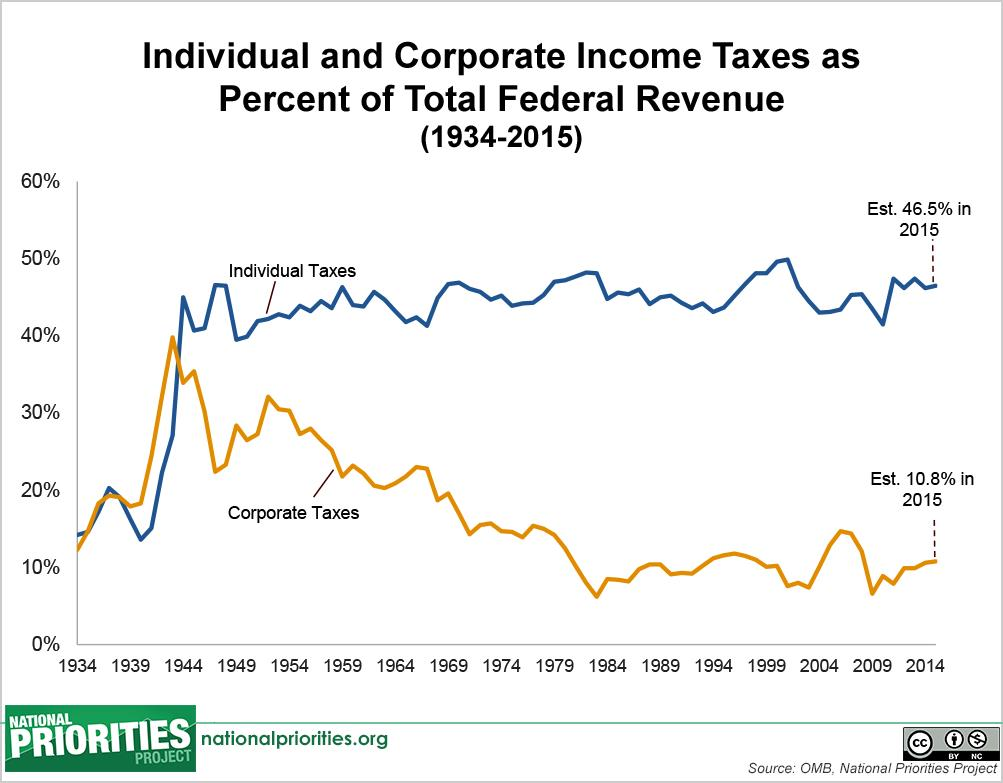 Individual and Corporate Income Taxes as
Percent of Total Federal Revenue
(1934-2015)
60%
50%
40%
30%
20%
10%
0%
Individual Taxes
Corporate Taxes
Est. 46.5% in
2015
Est. 10.8% in
2015
1934 1939 1944 1949 1954 1959 1964 1969 1974 1979 1984 1989 1994 1999 2004 2009 2014
NATIONAL
PRIORITIES
PROJECT
nationalpriorities.org
cc
BY NC
Source: OMB, National Priorities Project